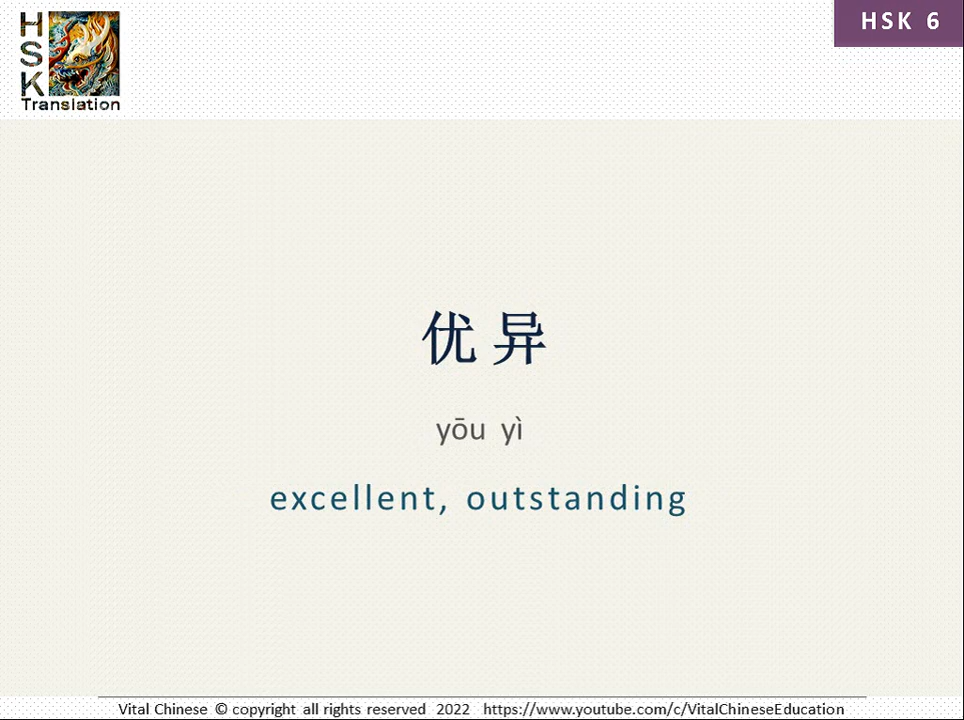 HSK
Translation
HSK 6
优异
yōu yì
excellent, outstanding
Vital Chinese © copyright all rights reserved 2022 https://www.youtube.com/c/VitalChineseEducation